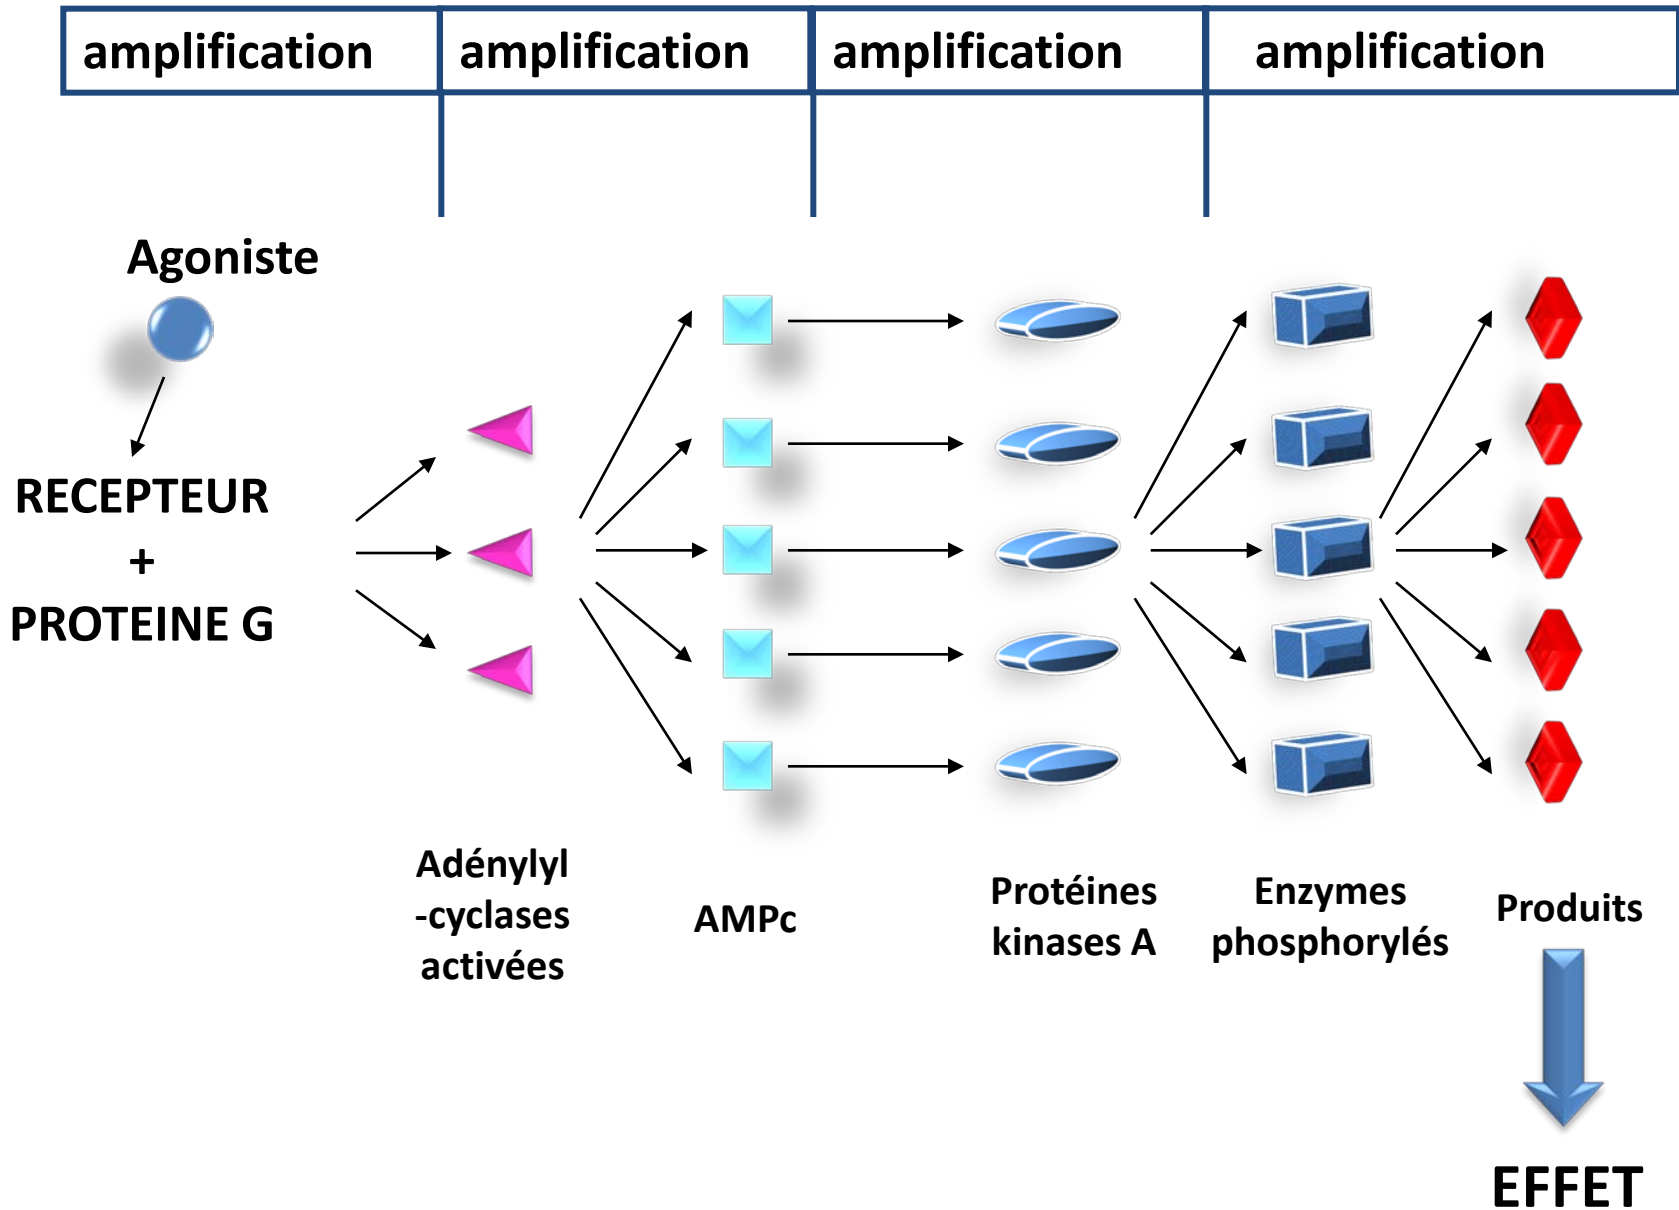 amplification amplification amplification amplification
Agoniste
RECEPTEUR
+
PROTEINE G
Adénylyl
-cyclases
activées
AMPc
Protéines
kinases A
Enzymes
phosphorylés
Produits
EFFET